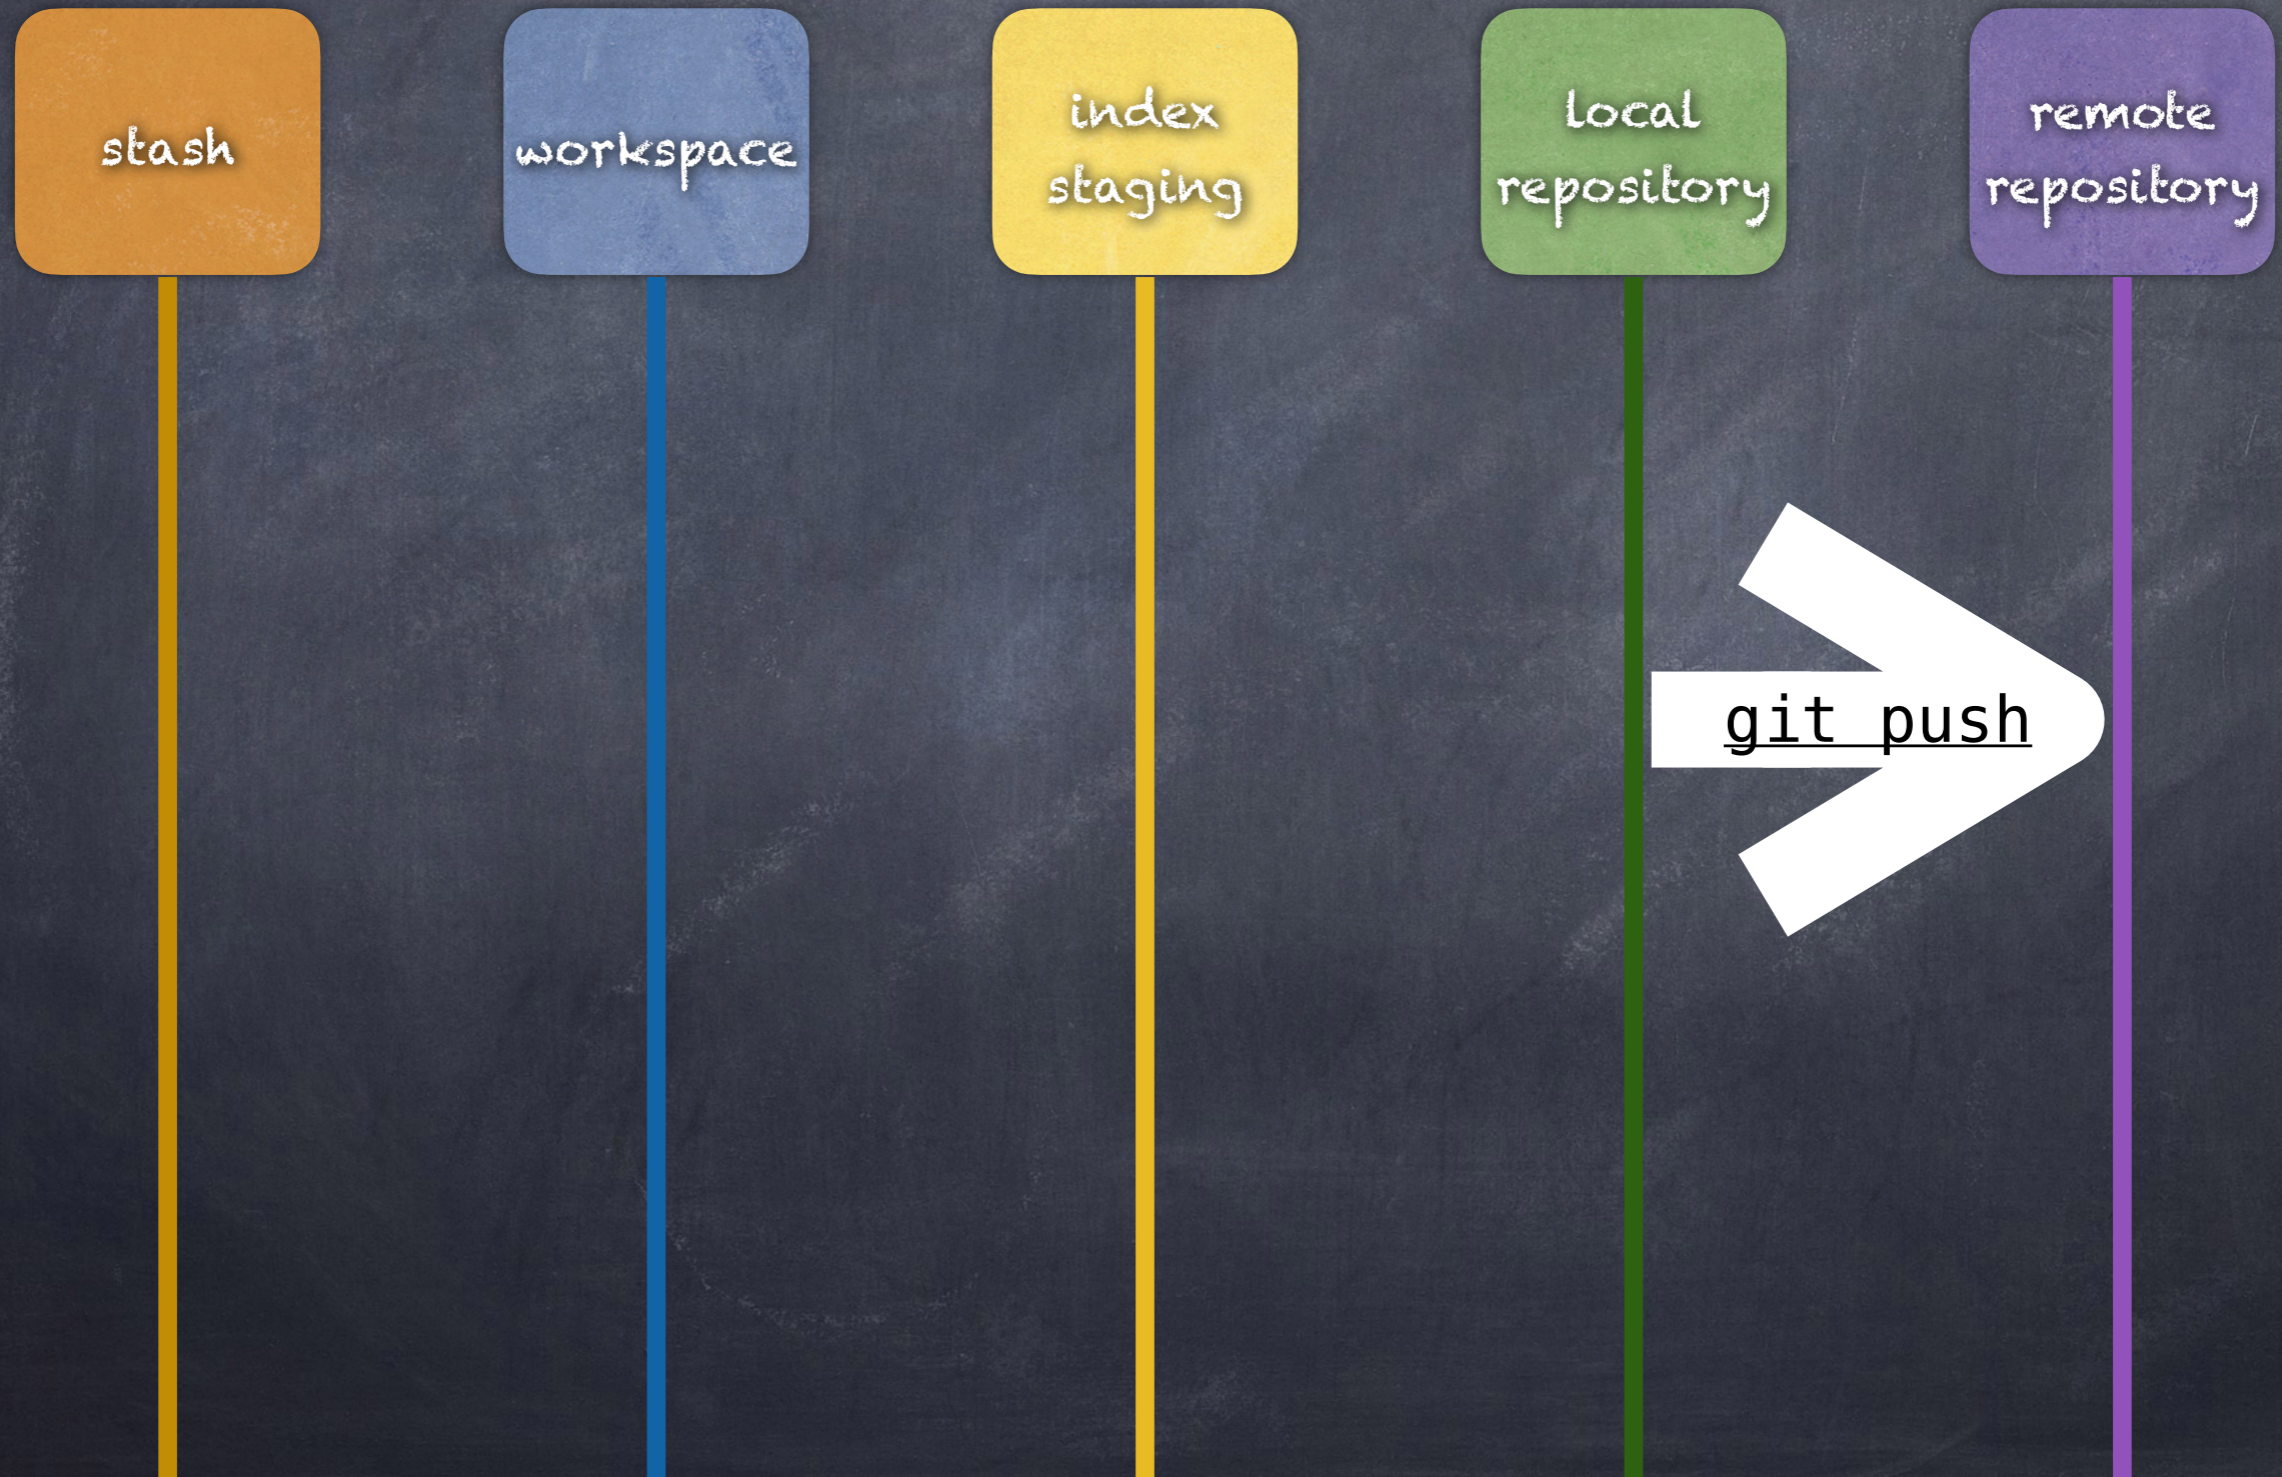 stash
workspace
index
staging
local
repository
remote
repository
git push